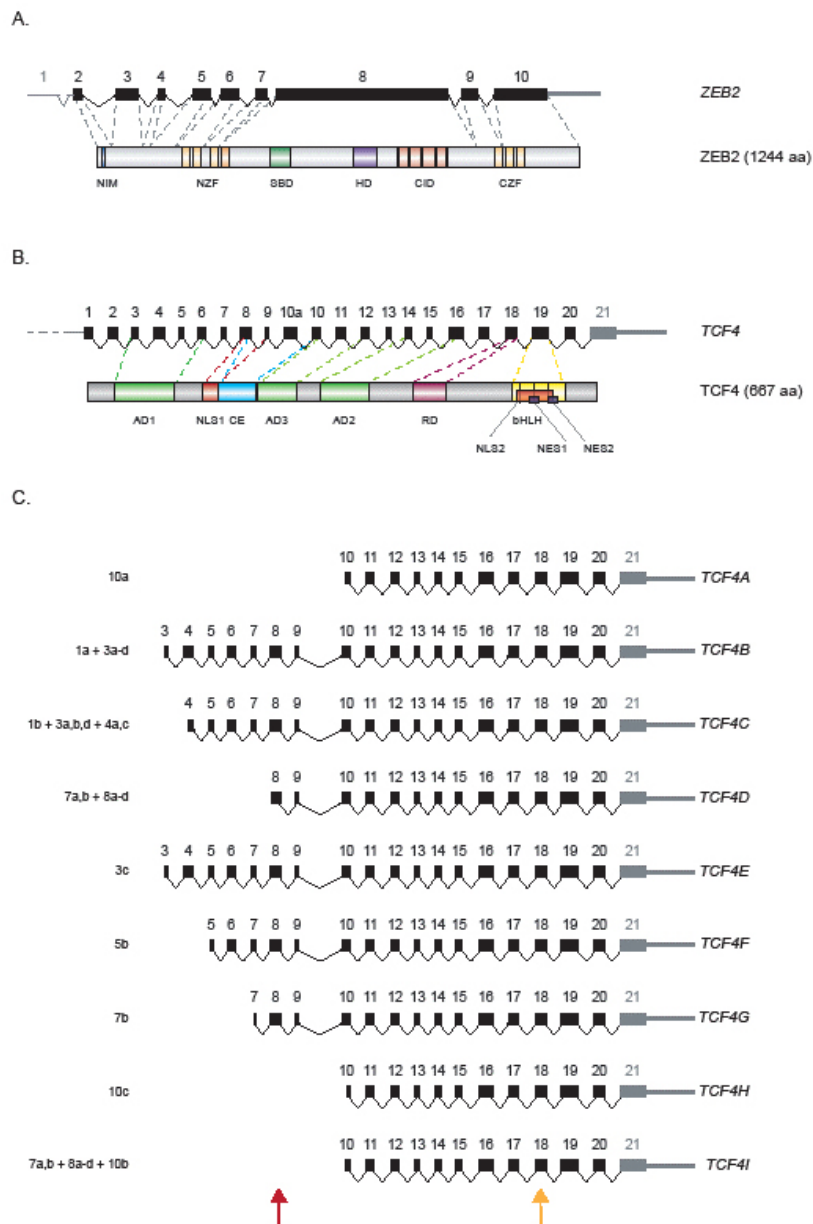 A.
1 2 3 4 5 6 7 8 9 10
ZEB2
ZEB2 (1244 aa)
NIM NZF SBD HD CID CZF
B.
1 2 3 4 5 6 7 8 9 10a 10 11 12 13 14 15 16 17 18 19 20 21
TCF4
TCF4 (667 aa)
AD1 NLS1 CE AD3 AD2 RD bHLH
NLS2 NES1 NES2
C.
10 11 12 13 14 15 16 17 18 19 20 21
10a TCF4A
3 4 5 6 7 8 9 10 11 12 13 14 15 16 17 18 19 20 21
1a + 3a-d TCF4B
4 5 6 7 8 9 10 11 12 13 14 15 16 17 18 19 20 21
1b + 3a,b,d + 4a,c TCF4C
8 9 10 11 12 13 14 15 16 17 18 19 20 21
7a,b + 8a-d TCF4D
3 4 5 6 7 8 9 10 11 12 13 14 15 16 17 18 19 20 21
3c TCF4E
5 6 7 8 9 10 11 12 13 14 15 16 17 18 19 20 21
5b TCF4F
7 8 9 10 11 12 13 14 15 16 17 18 19 20 21
7b TCF4G
10 11 12 13 14 15 16 17 18 19 20 21
10c TCF4H
10 11 12 13 14 15 16 17 18 19 20 21
7a,b + 8a-d + 10b TCF4I